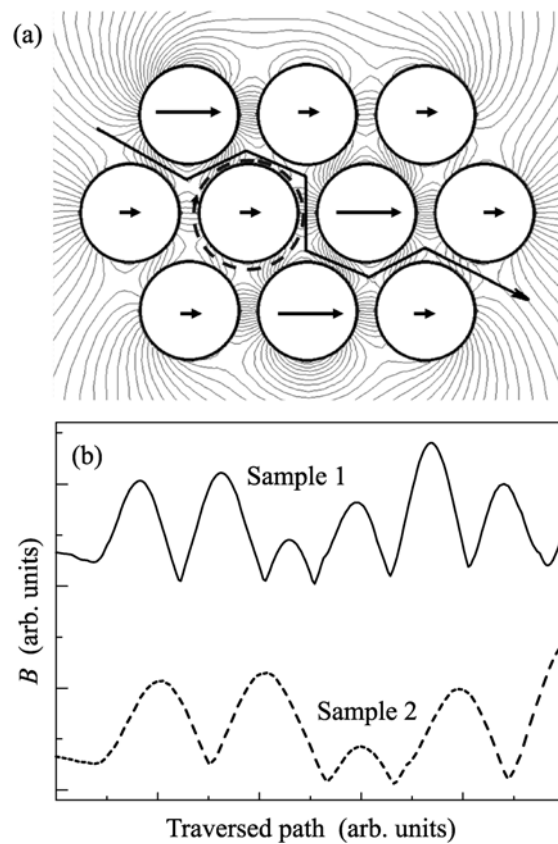 (a)
(b)
Sample 1
Sample 2
B (arb. units)
Traversed path (arb. units)